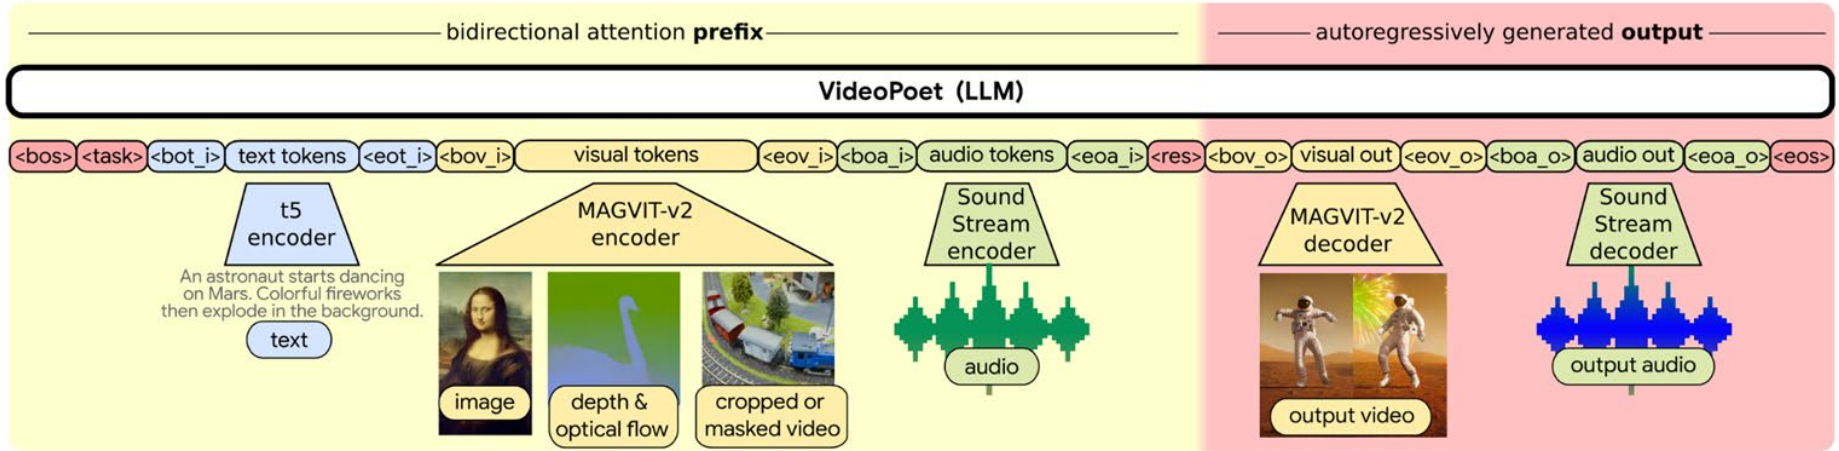 bidirectional attention prefix
autoregressively generated output
VideoPoet (LLM)
<bos> <task> <bot_i> text tokens <eot_i> <bov_i> visual tokens <eov_i> <boa_i> audio tokens <eoa_i> <res> <bov_o> visual out <eov_o> <boa_o> audio out <eoa_o> <eos>
t5
encoder
An astronaut starts dancing
on Mars. Colorful fireworks
then explode in the background.
text
MAGVIT-v2
encoder
image
depth &
optical flow
cropped or
masked video
Sound
Stream
encoder
audio
MAGVIT-v2
decoder
output video
Sound
Stream
decoder
output audio